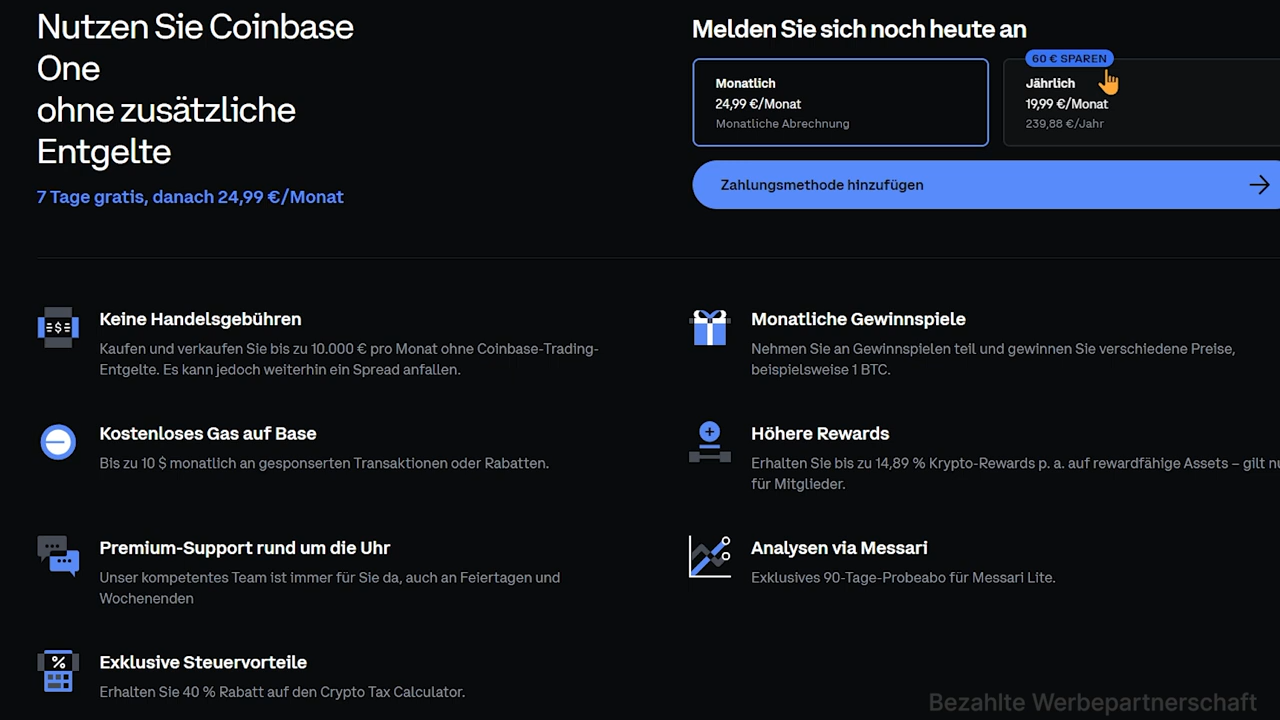 Nutzen Sie Coinbase
One
ohne zusätzliche
Entgelte
7 Tage gratis, danach 24,99 €/Monat
Melden Sie sich noch heute an
Monatlich
24,99 €/Monat
Monatliche Abrechnung
60 € SPAREN
Jährlich
19,99 €/Monat
239,88 €/Jahr
Zahlungsmethode hinzufügen
Keine Handelsgebühren
Kaufen und verkaufen Sie bis zu 10.000 € pro Monat ohne Coinbase-Trading-
Entgelte. Es kann jedoch weiterhin ein Spread anfallen.
Monatliche Gewinnspiele
Nehmen Sie an Gewinnspielen teil und gewinnen Sie verschiedene Preise,
beispielsweise 1 BTC.
Kostenloses Gas auf Base
Bis zu 10 $ monatlich an gesponserten Transaktionen oder Rabatten.
Höhere Rewards
Erhalten Sie bis zu 14,89 % Krypto-Rewards p. a. auf rewardfähige Assets – gilt
für Mitglieder.
Premium-Support rund um die Uhr
Unser kompetentes Team ist immer für Sie da, auch an Feiertagen und
Wochenenden
Analysen via Messari
Exklusives 90-Tage-Probeabo für Messari Lite.
Exklusive Steuervorteile
Erhalten Sie 40 % Rabatt auf den Crypto Tax Calculator.
Bezahlte Werbepartnerschaft